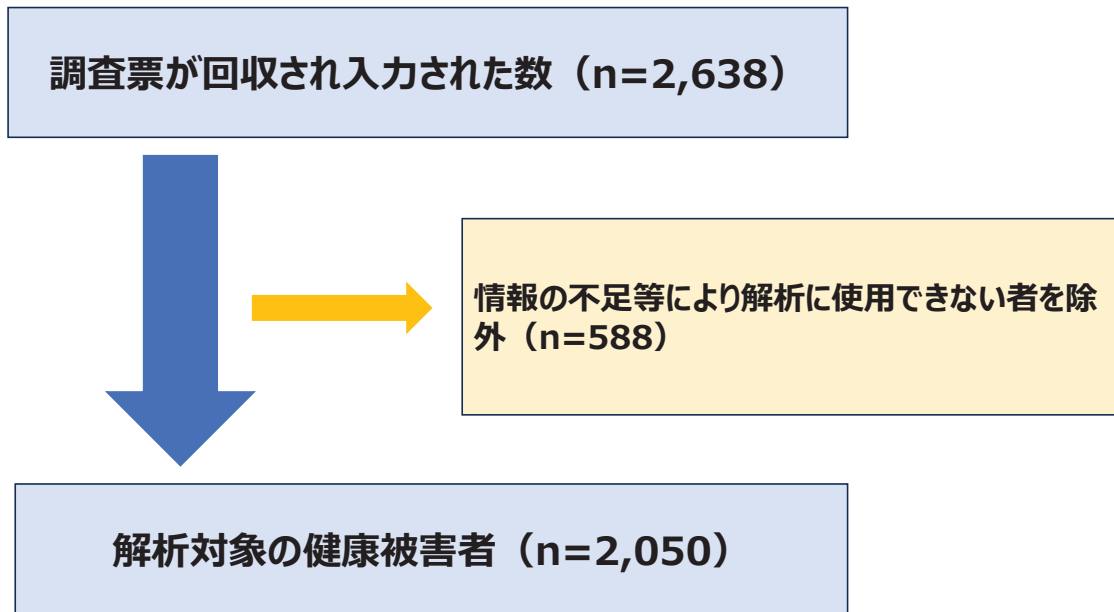 調査票が回収され入力された数（n=2,638）
情報の不足等により解析に使用できない者を除
外（n=588）
解析対象の健康被害者（n=2,050）